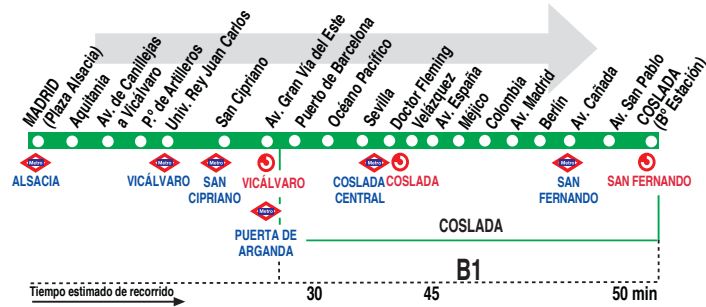 MADRID
(Plaza Alsacia)
Aquitania
Av. de Canillejas
a Vicálvaro
Pº. de Artilleros
Univ. Rey Juan Carlos
San Cipriano
Av. Gran Vía del Este
Puerto de Barcelona
Océano Pacífico
Sevilla
Doctor Fleming
Velázquez
Av. España
Méjico
Colombia
Av. Madrid
Berlín
Av. Cañada
Av. San Pablo
COSLADA
(Bº Estación)
Metro
ALSACIA
Metro
VICÁLVARO
Metro
SAN
CIPRIANO
VICÁLVARO
Metro
PUERTA DE
ARGANDA
Metro
COSLADA
CENTRAL
COSLADA
Metro
SAN
FERNANDO
SAN FERNANDO
COSLADA
B1
Tiempo estimado de recorrido
30
45
50 min